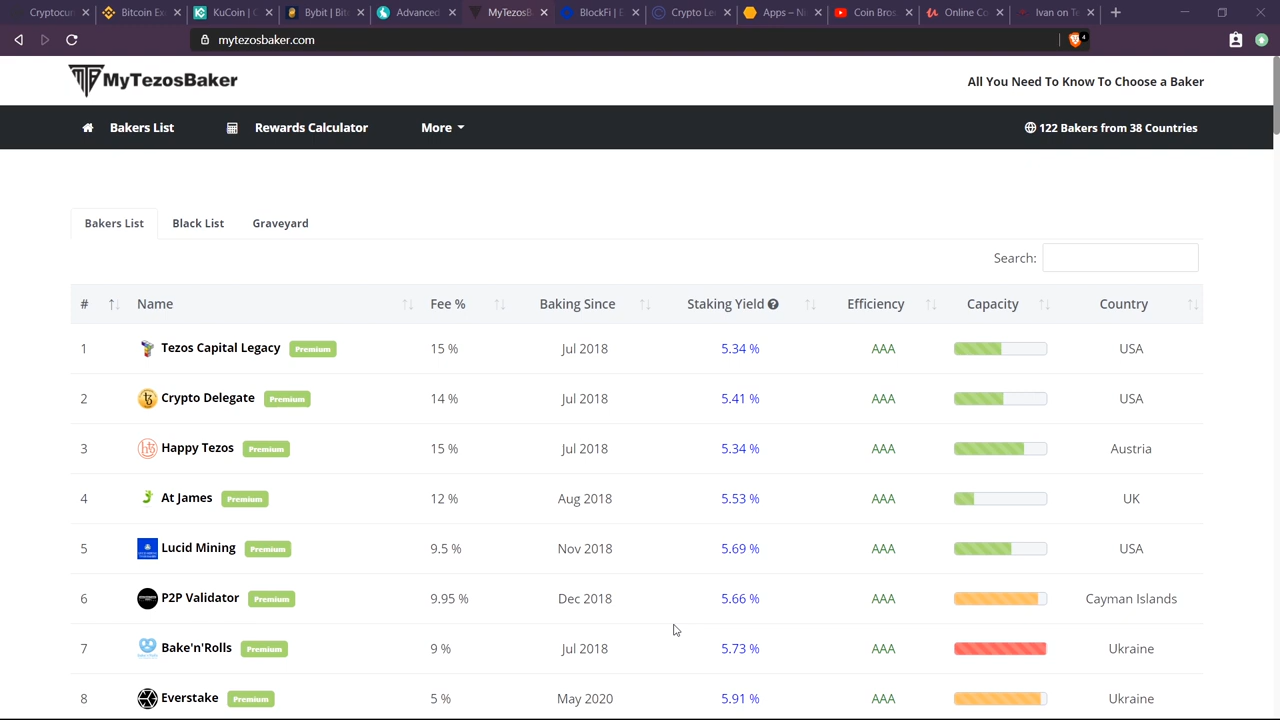 Cryptocur
Bitcoin Ex
KuCoin | C
Bybit | Bit
Advanced
MyTezosB
BlockFi | E
Crypto Le
Apps – Ni
Coin Bros
Online Co
Ivan on Te
mytezosbaker.com
4
MyTezosBaker
All You Need To Know To Choose a Baker
Bakers List Rewards Calculator More 122 Bakers from 38 Countries
Bakers List Black List Graveyard
Search:
# Name Fee % Baking Since Staking Yield Efficiency Capacity Country
1 Tezos Capital Legacy Premium 15 % Jul 2018 5.34 % AAA USA
2 Crypto Delegate Premium 14 % Jul 2018 5.41 % AAA USA
3 Happy Tezos Premium 15 % Jul 2018 5.34 % AAA Austria
4 At James Premium 12 % Aug 2018 5.53 % AAA UK
5 Lucid Mining Premium 9.5 % Nov 2018 5.69 % AAA USA
6 P2P Validator Premium 9.95 % Dec 2018 5.66 % AAA Cayman Islands
7 Bake'n'Rolls Premium 9 % Jul 2018 5.73 % AAA Ukraine
8 Everstake Premium 5 % May 2020 5.91 % AAA Ukraine